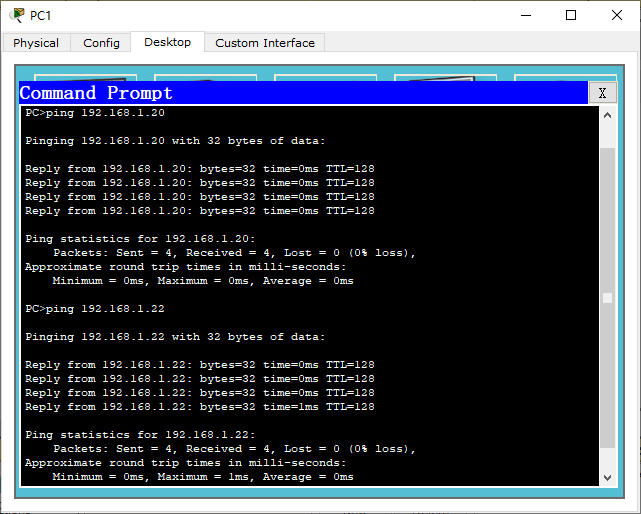 PC1
Physical Config Desktop Custom Interface
Command Prompt X
PC>ping 192.168.1.20
Pinging 192.168.1.20 with 32 bytes of data:
Reply from 192.168.1.20: bytes=32 time=0ms TTL=128
Reply from 192.168.1.20: bytes=32 time=0ms TTL=128
Reply from 192.168.1.20: bytes=32 time=0ms TTL=128
Reply from 192.168.1.20: bytes=32 time=0ms TTL=128
Ping statistics for 192.168.1.20:
    Packets: Sent = 4, Received = 4, Lost = 0 (0% loss),
Approximate round trip times in milli-seconds:
    Minimum = 0ms, Maximum = 0ms, Average = 0ms
PC>ping 192.168.1.22
Pinging 192.168.1.22 with 32 bytes of data:
Reply from 192.168.1.22: bytes=32 time=0ms TTL=128
Reply from 192.168.1.22: bytes=32 time=0ms TTL=128
Reply from 192.168.1.22: bytes=32 time=0ms TTL=128
Reply from 192.168.1.22: bytes=32 time=1ms TTL=128
Ping statistics for 192.168.1.22:
    Packets: Sent = 4, Received = 4, Lost = 0 (0% loss),
Approximate round trip times in milli-seconds:
    Minimum = 0ms, Maximum = 1ms, Average = 0ms